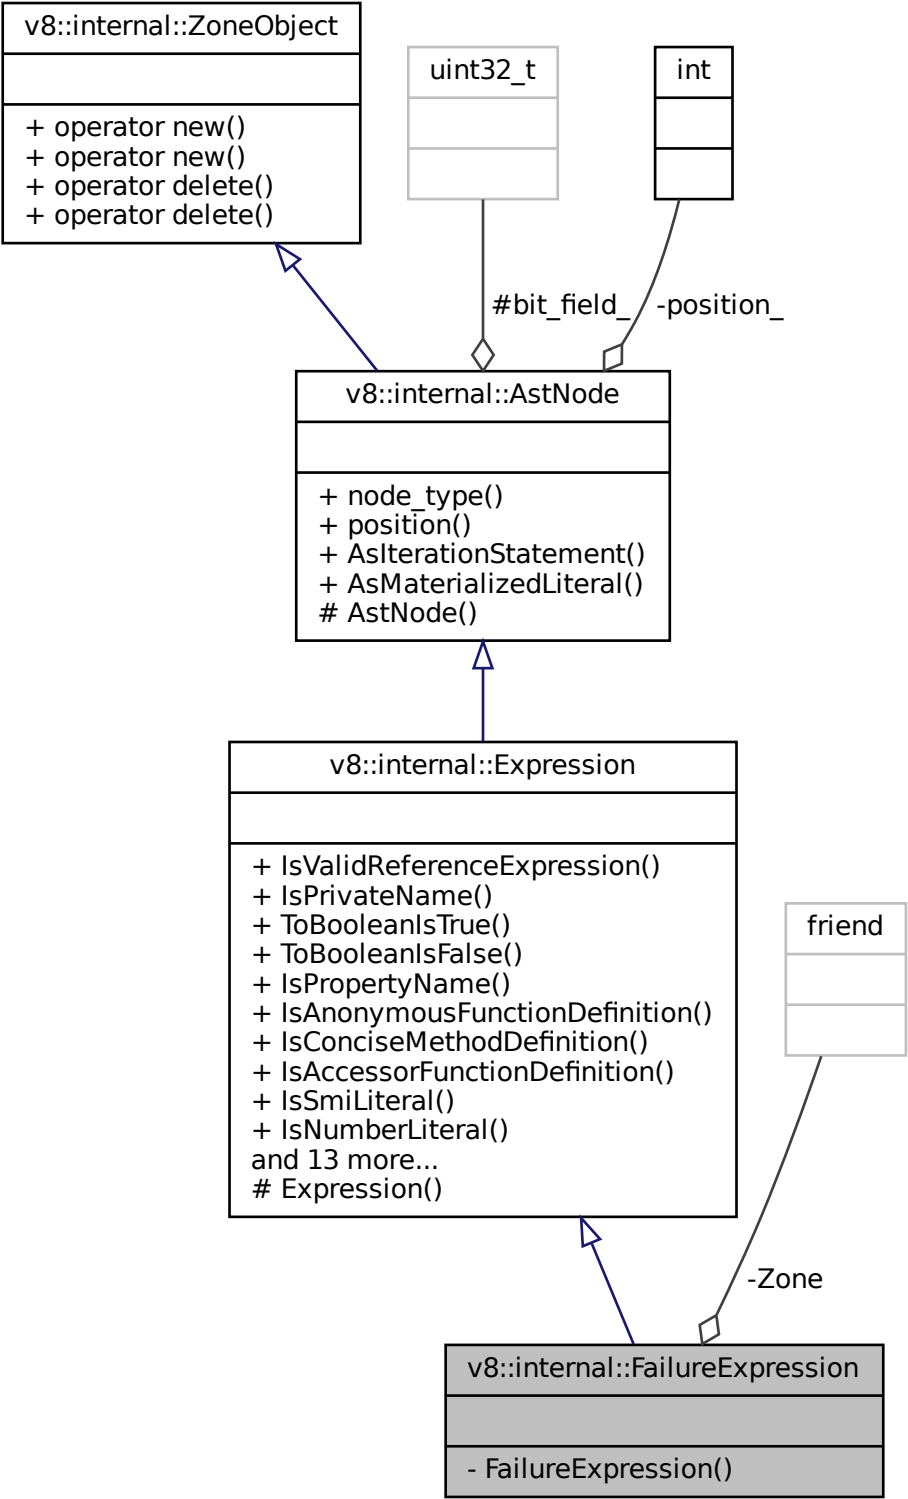 v8::internal::ZoneObject
+ operator new()
+ operator new()
+ operator delete()
+ operator delete()
uint32_t
int
#bit_field_
-position_
v8::internal::AstNode
+ node_type()
+ position()
+ AsIterationStatement()
+ AsMaterializedLiteral()
# AstNode()
v8::internal::Expression
+ IsValidReferenceExpression()
+ IsPrivateName()
+ ToBooleanIsTrue()
+ ToBooleanIsFalse()
+ IsPropertyName()
+ IsAnonymousFunctionDefinition()
+ IsConciseMethodDefinition()
+ IsAccessorFunctionDefinition()
+ IsSmiLiteral()
+ IsNumberLiteral()
and 13 more...
# Expression()
friend
-Zone
v8::internal::FailureExpression
- FailureExpression()